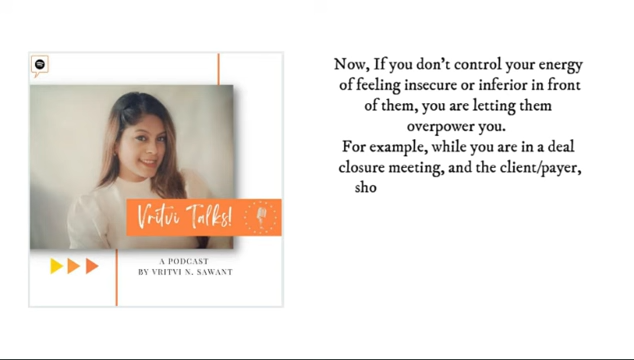 Vritvi Talks!
A PODCAST
BY VRITVI N. SAWANT
Now, If you don't control your energy
of feeling insecure or inferior in front
of them, you are letting them
overpower you.
For example, while you are in a deal
closure meeting, and the client/payer,
sho